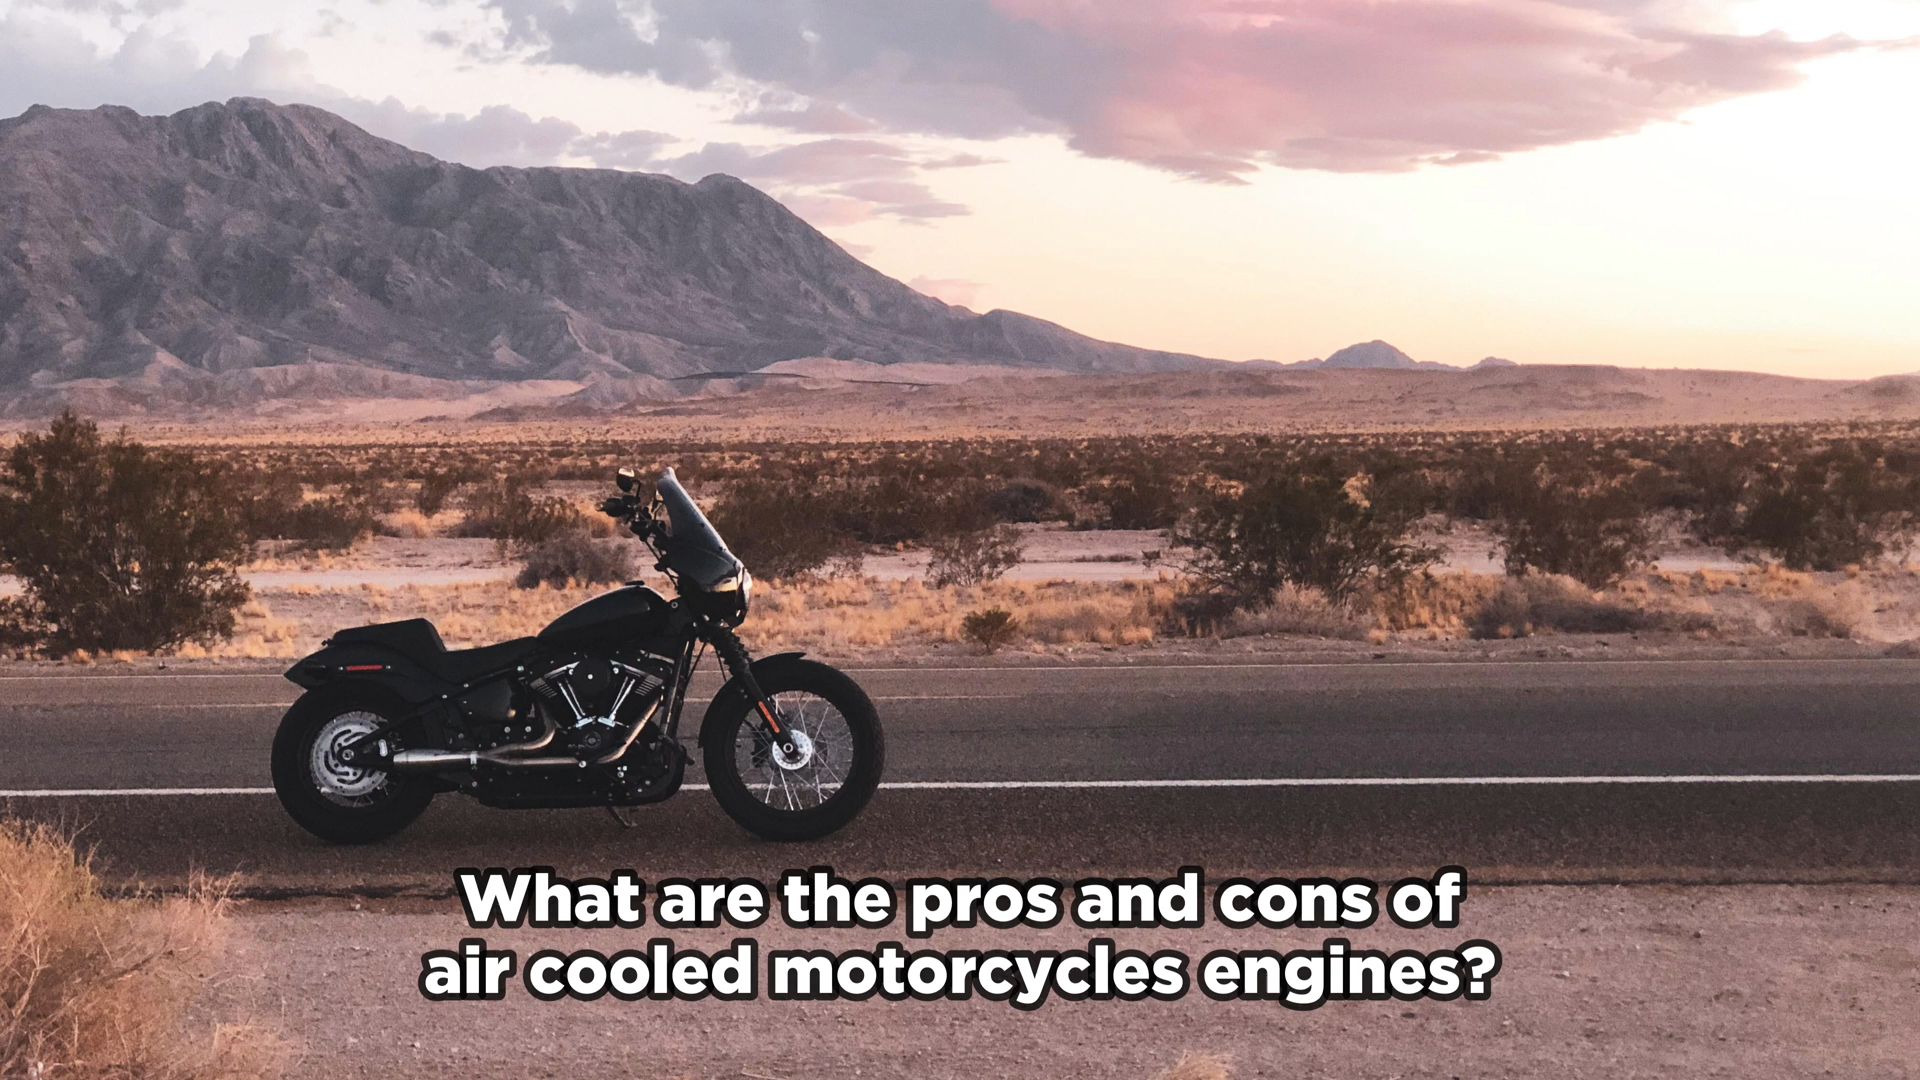 What are the pros and cons of
air cooled motorcycles engines?